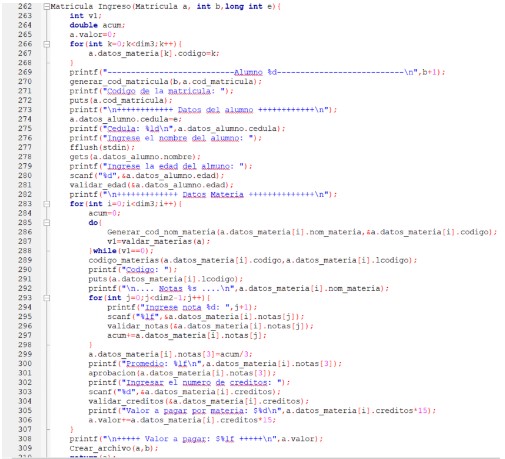 262 Matricula Ingreso(Matricula a, int b,long int e){
263 int v1;
264 double acum;
265 a.valor=0;
266 for(int k=0;k<dim3;k++){
267 a.datos_materia[k].codigo=k;
268 }
269 printf("--------------------------Alumno %d--------------------------\n",b+1);
270 generar_cod_matricula(b,a.cod_matricula);
271 printf("Codigo de la matricula: ");
272 puts(a.cod_matricula);
273 printf("\n++++++++++++ Datos del alumno ++++++++++++\n");
274 a.datos_alumno.cedula=e;
275 printf("Cedula: %ld\n",a.datos_alumno.cedula);
276 printf("Ingrese el nombre del alumno: ");
277 fflush(stdin);
278 gets(a.datos_alumno.nombre);
279 printf("Ingrese la edad del almuno: ");
280 scanf("%d",&a.datos_alumno.edad);
281 validar_edad(&a.datos_alumno.edad);
282 printf("\n+++++++++++++ Datos Materia +++++++++++++\n");
283 for(int i=0;i<dim3;i++){
284 acum=0;
285 do{
286 Generar_cod_nom_materia(a.datos_materia[i].nom_materia,&a.datos_materia[i].codigo);
287 v1=valdar_materias(a);
288 }while(v1==0);
289 codigo_materias(a.datos_materia[i].codigo,a.datos_materia[i].lcodigo);
290 printf("Codigo: ");
291 puts(a.datos_materia[i].lcodigo);
292 printf("\n.... Notas %s ....\n",a.datos_materia[i].nom_materia);
293 for(int j=0;j<dim2-1;j++){
294 printf("Ingrese nota %d: ",j+1);
295 scanf("%lf",&a.datos_materia[i].notas[j]);
296 validar_notas(&a.datos_materia[i].notas[j]);
297 acum+=a.datos_materia[i].notas[j];
298 }
299 a.datos_materia[i].notas[3]=acum/3;
300 printf("Promedio: %lf\n",a.datos_materia[i].notas[3]);
301 aprobacion(a.datos_materia[i].notas[3]);
302 printf("Ingresar el numero de creditos: ");
303 scanf("%d",&a.datos_materia[i].creditos);
304 validar_creditos(&a.datos_materia[i].creditos);
305 printf("Valor a pagar por materia: $%d\n",a.datos_materia[i].creditos*15);
306 a.valor+=a.datos_materia[i].creditos*15;
307 }
308 printf("\n+++++ Valor a pagar: $%lf +++++\n",a.valor);
309 Crear_archivo(a,b);